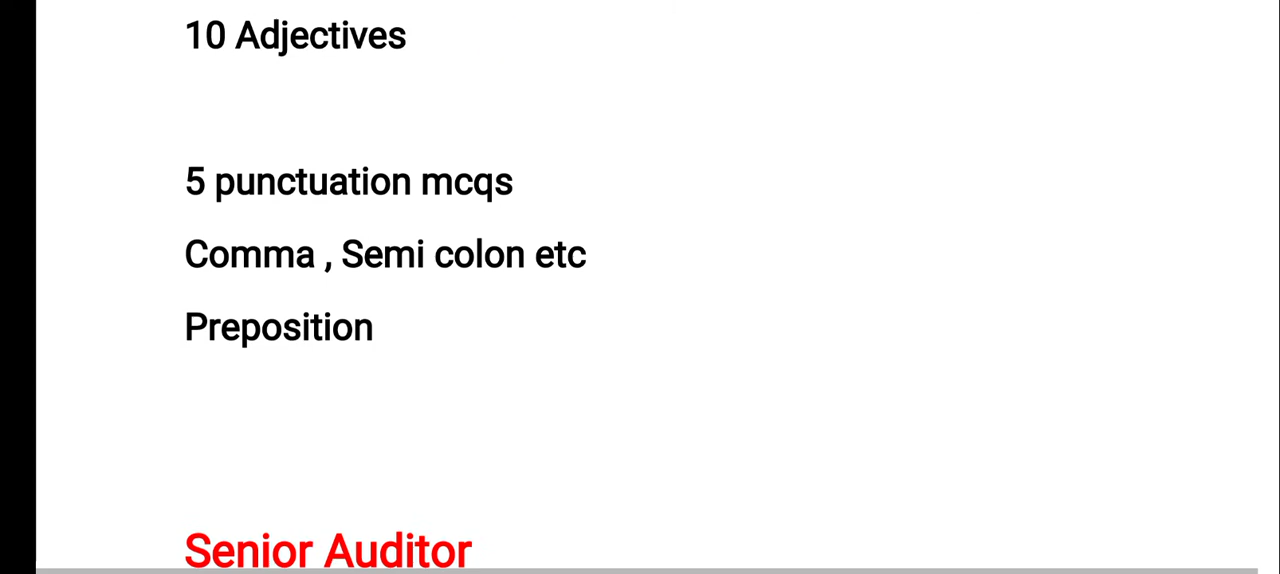 10 Adjectives
5 punctuation mcqs
Comma , Semi colon etc
Preposition
Senior Auditor